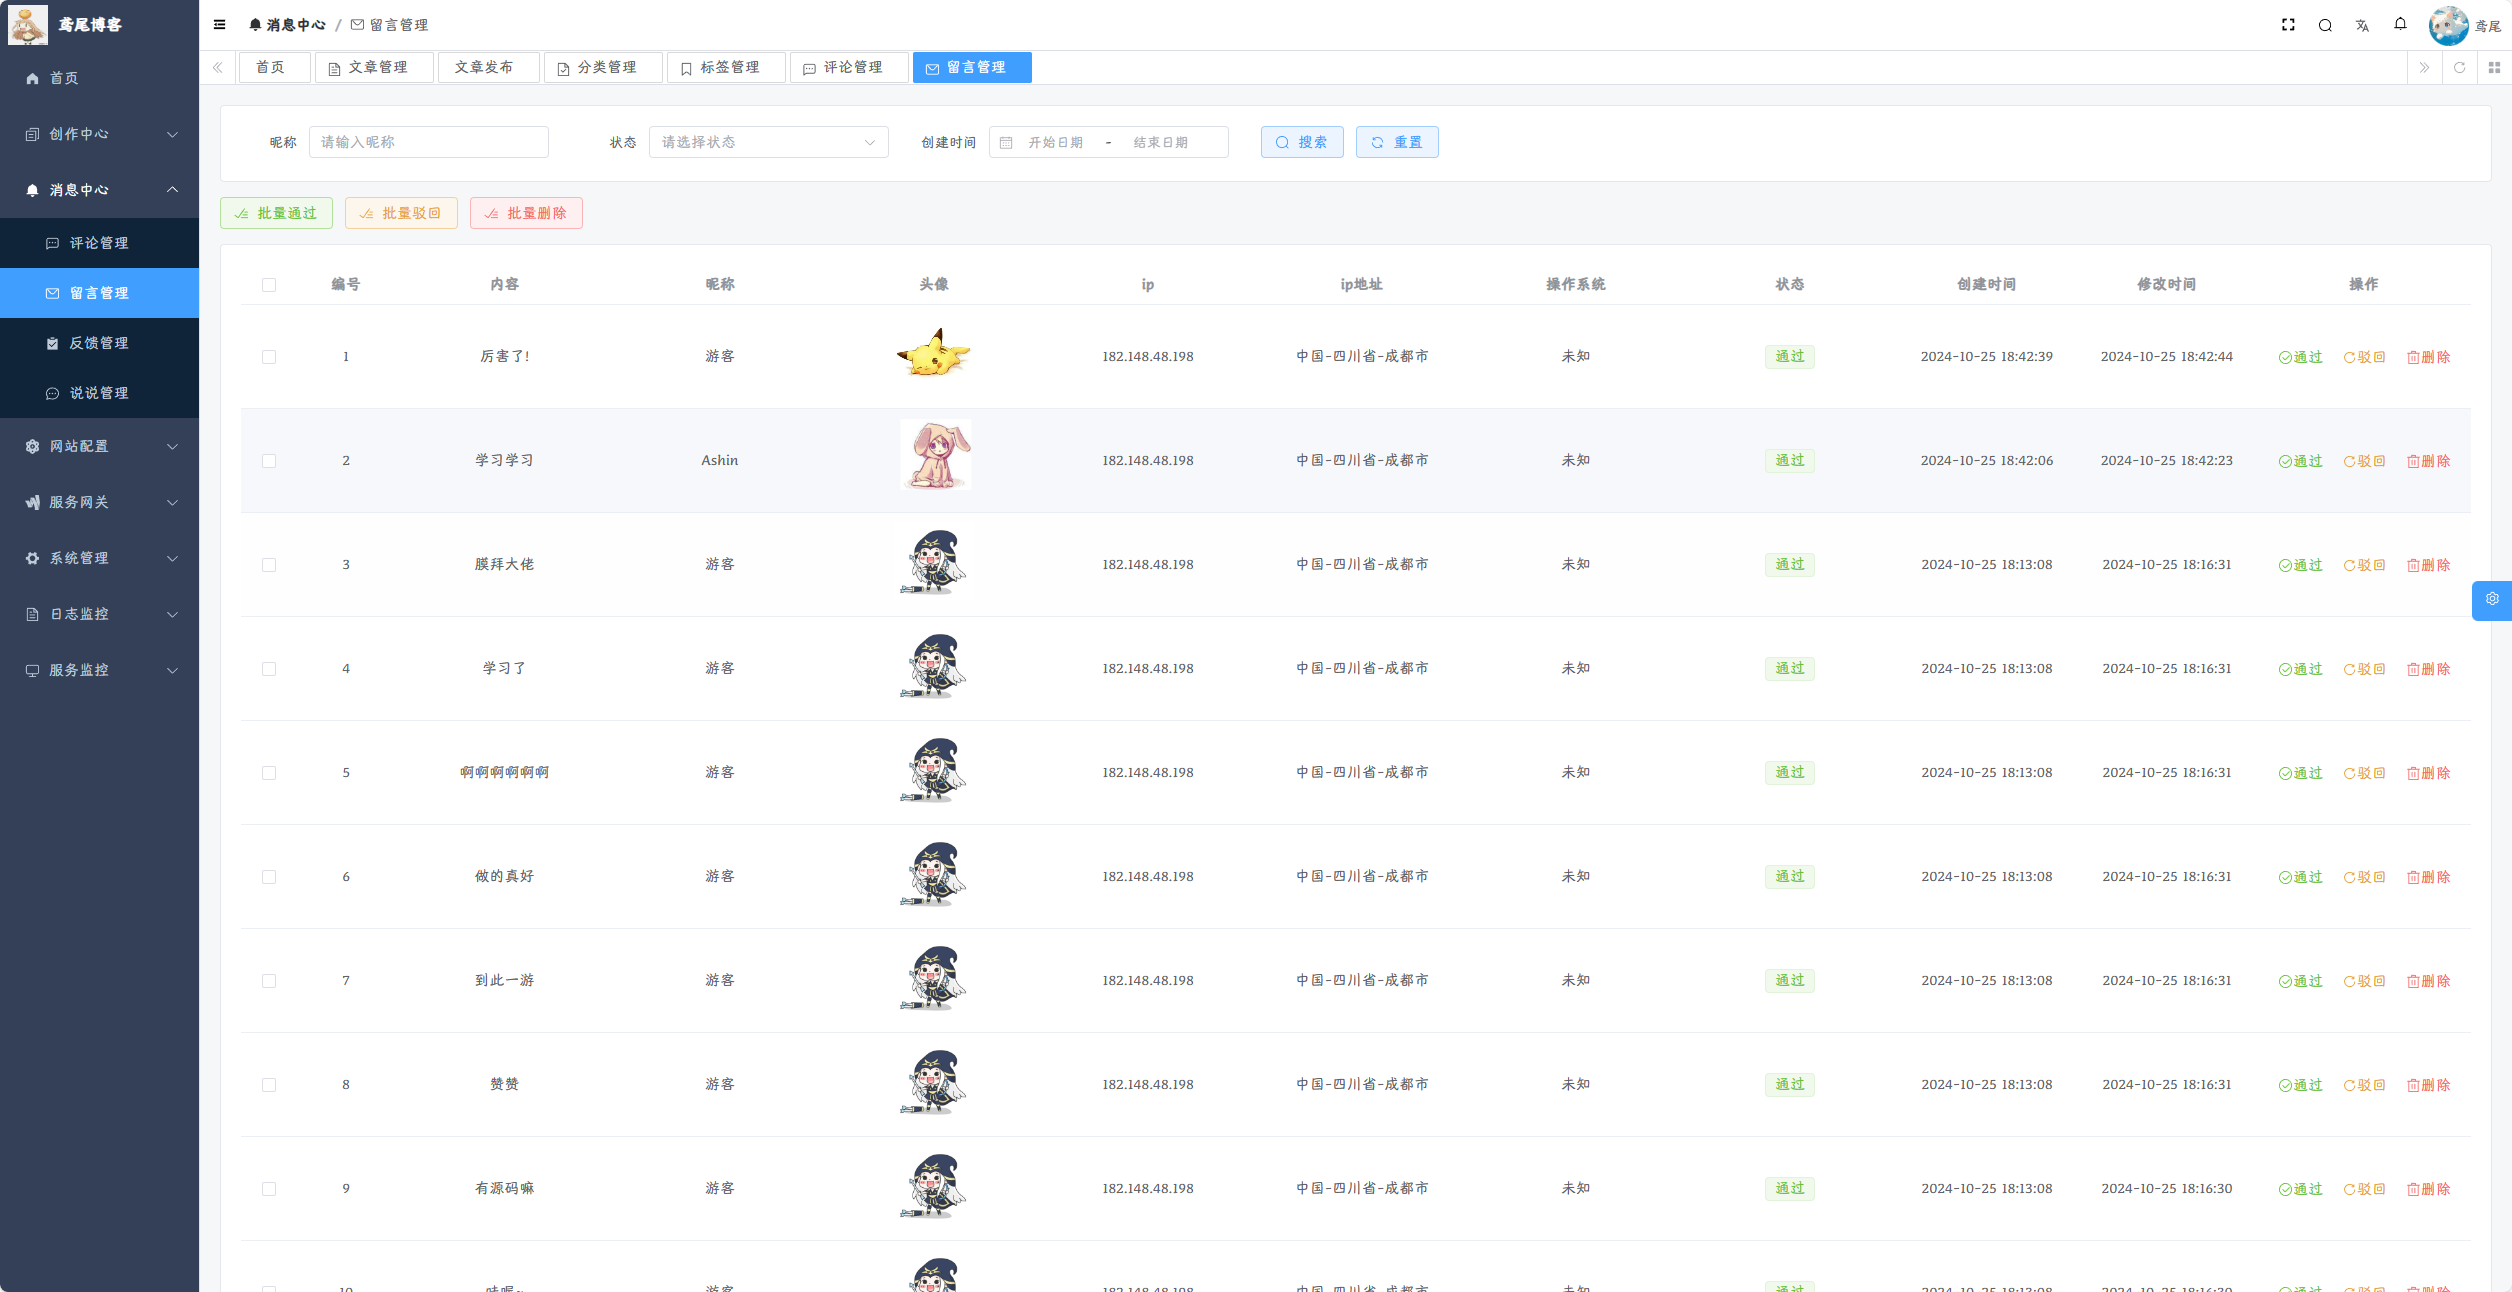 鸢尾博客
首页
创作中心
消息中心
评论管理
留言管理
反馈管理
说说管理
网站配置
服务网关
系统管理
日志监控
服务监控
消息中心 / 留言管理
鸢尾
首页 文章管理 文章发布 分类管理 标签管理 评论管理 留言管理
昵称 请输入昵称 状态 请选择状态 创建时间 开始日期 - 结束日期 搜索 重置
批量通过 批量驳回 批量删除
编号 内容 昵称 头像 ip ip地址 操作系统 状态 创建时间 修改时间 操作
1 厉害了! 游客 182.148.48.198 中国-四川省-成都市 未知 通过 2024-10-25 18:42:39 2024-10-25 18:42:44 通过 驳回 删除
2 学习学习 Ashin 182.148.48.198 中国-四川省-成都市 未知 通过 2024-10-25 18:42:06 2024-10-25 18:42:23 通过 驳回 删除
3 膜拜大佬 游客 182.148.48.198 中国-四川省-成都市 未知 通过 2024-10-25 18:13:08 2024-10-25 18:16:31 通过 驳回 删除
4 学习了 游客 182.148.48.198 中国-四川省-成都市 未知 通过 2024-10-25 18:13:08 2024-10-25 18:16:31 通过 驳回 删除
5 啊啊啊啊啊啊 游客 182.148.48.198 中国-四川省-成都市 未知 通过 2024-10-25 18:13:08 2024-10-25 18:16:31 通过 驳回 删除
6 做的真好 游客 182.148.48.198 中国-四川省-成都市 未知 通过 2024-10-25 18:13:08 2024-10-25 18:16:31 通过 驳回 删除
7 到此一游 游客 182.148.48.198 中国-四川省-成都市 未知 通过 2024-10-25 18:13:08 2024-10-25 18:16:31 通过 驳回 删除
8 赞赞 游客 182.148.48.198 中国-四川省-成都市 未知 通过 2024-10-25 18:13:08 2024-10-25 18:16:31 通过 驳回 删除
9 有源码嘛 游客 182.148.48.198 中国-四川省-成都市 未知 通过 2024-10-25 18:13:08 2024-10-25 18:16:30 通过 驳回 删除
10 游客 182.148.48.198 中国-四川省-成都市 未知 通过 2024-10-25 18:13:08 2024-10-25 18:16:30 通过 驳回 删除